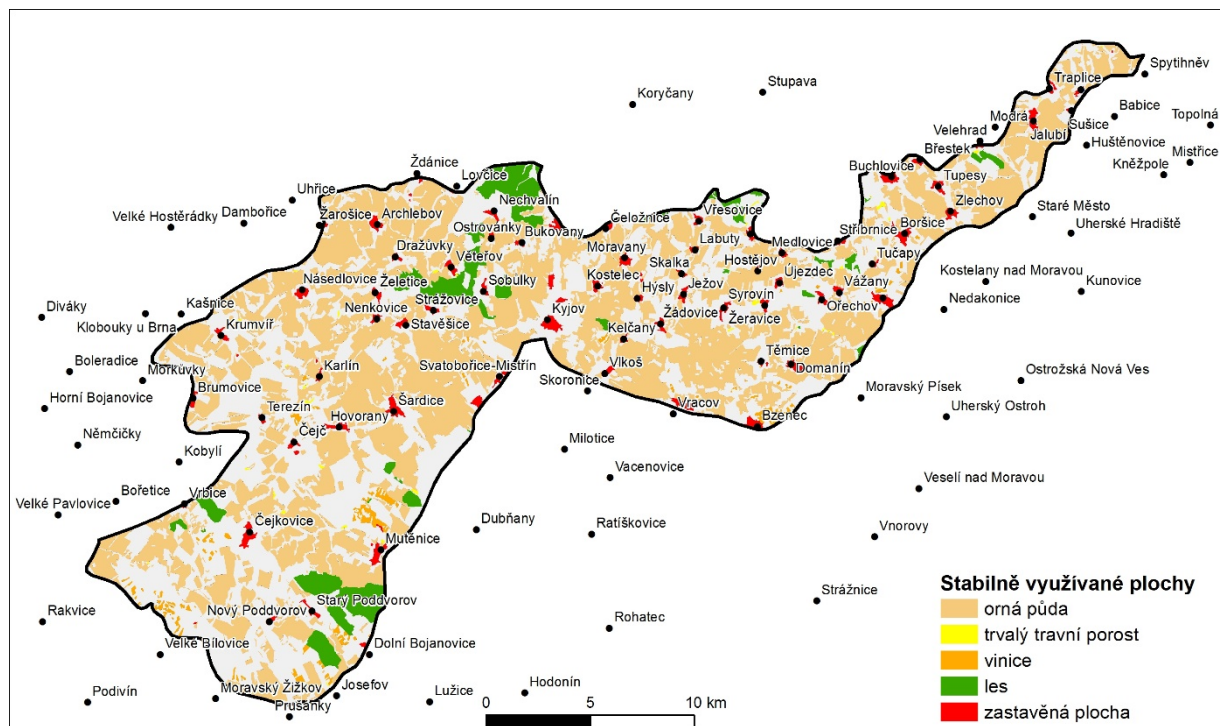 Spytihněv
Stupava
Traplice
Koryčany
Babice
Modrá
Topolná
Sušice
Velehrad
Jalubí
Huštěnovice
Břestek
Mistřice
Ždánice
Buchlovice
Kněžpole
Lovčice
Tupesy
Uhřice
Nechvalín
Zlechov
Staré Město
Velké Hostěrádky
Dambořice
Žarošice
Archlebov
Čeložnice
Vřesovice
Boršice
Uherské Hradiště
Ostrovánky
Bukovany
Stříbrnice
Dražůvky
Moravany
Labuty
Medlovice
Věteřov
Skalka
Hostějov
Tučapy
Kostelany nad Moravou
Násedlovice
Želetice
Sobůlky
Kostelec
Újezdec
Vážany
Kunovice
Diváky
Kašnice
Strážovice
Hýsly
Ježov
Syrovín
Ořechov
Nedakonice
Klobouky u Brna
Nenkovice
Stavěšice
Kyjov
Žádovice
Žeravice
Krumvíř
Kelčany
Boleradice
Morkůvky
Karlín
Svatobořice-Mistřín
Vlkoš
Těmice
Domanín
Ostrožská Nová Ves
Brumovice
Skoronice
Moravský Písek
Horní Bojanovice
Terezín
Hovorany
Šardice
Vracov
Bzenec
Uherský Ostroh
Němčičky
Čejč
Kobylí
Milotice
Vacenovice
Bořetice
Vrbice
Veselí nad Moravou
Velké Pavlovice
Čejkovice
Dubňany
Ratíškovice
Vnorovy
Mutěnice
Stabilně využívané plochy
orná půda
trvalý travní porost
vinice
les
zastavěná plocha
Strážnice
Rakvice
Nový Poddvorov
Starý Poddvorov
Rohatec
Velké Bílovice
Dolní Bojanovice
Podivín
Moravský Žižkov
Josefov
Lužice
Hodonín
Prušánky
0 5 10 km